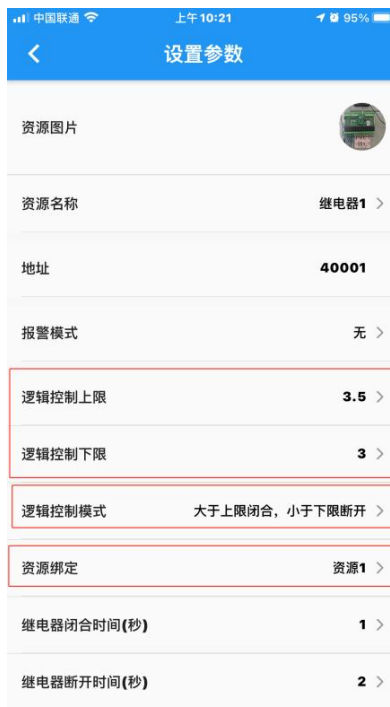 中国联通 上午10:21 95%
设置参数
资源图片
资源名称 继电器1
地址 40001
报警模式 无
逻辑控制上限 3.5
逻辑控制下限 3
逻辑控制模式 大于上限闭合，小于下限断开
资源绑定 资源1
继电器闭合时间(秒) 1
继电器断开时间(秒) 2